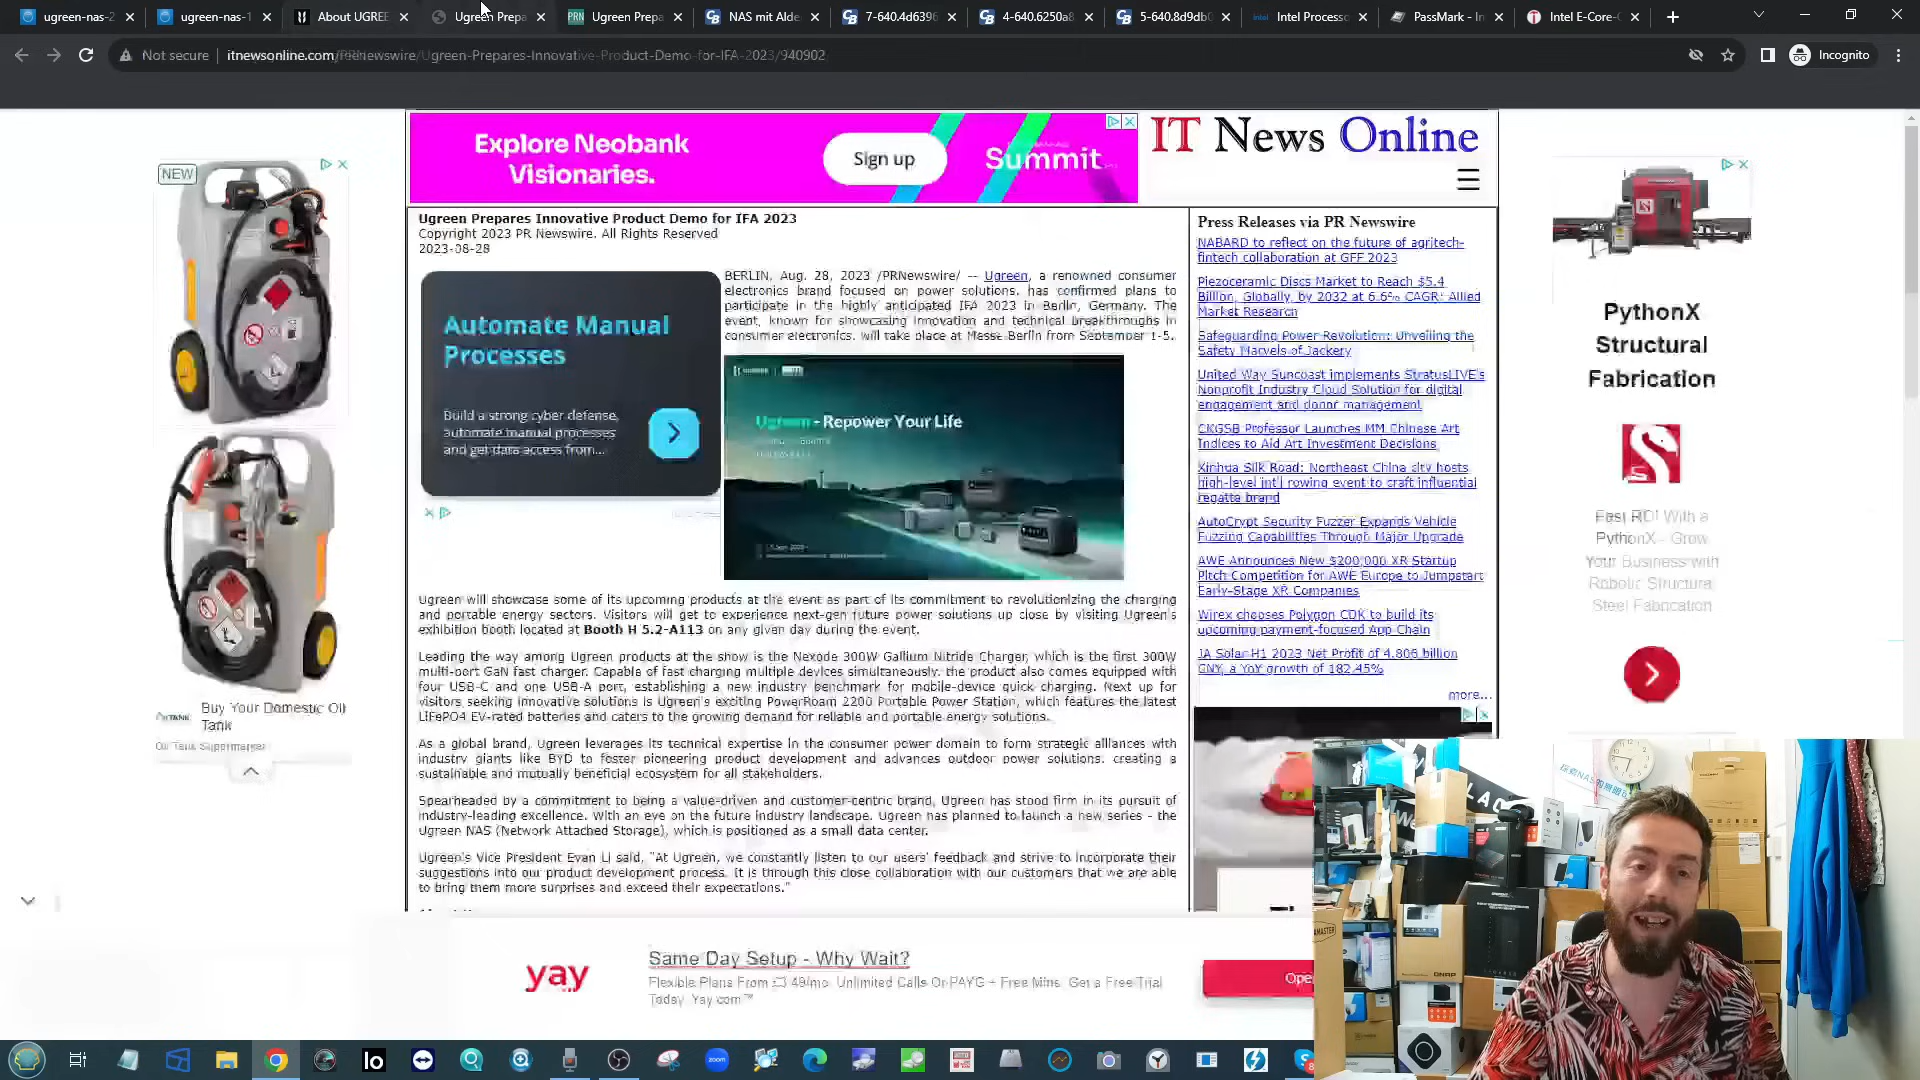 ugreen-nas-2
ugreen-nas-1
About UGREE
Ugreen Prepa
PRN
Ugreen Prepa
NAS mit Alde
7-640.4d6396
4-640.6250a8
5-640.8d9db0
Intel Processo
PassMark - In
Intel E-Core-C
Not secure
itnewsonline.com/PRNewswire/Ugreen-Prepares-Innovative-Product-Demo-for-IFA-2023/940902
Incognito
Explore Neobank
Visionaries.
Sign up
Summit
IT News Online
NEW
Buy Your Domestic Oil
Tank
Oil Tank Supermarket
Ugreen Prepares Innovative Product Demo for IFA 2023
Copyright 2023 PR Newswire. All Rights Reserved
2023-08-28
Automate Manual
Processes
Build a strong cyber defense,
automate manual processes
and get data access from...
BERLIN, Aug. 28, 2023 /PRNewswire/ -- Ugreen, a renowned consumer
electronics brand focused on power solutions, has confirmed plans to
participate in the highly anticipated IFA 2023 in Berlin, Germany. The
event, known for showcasing innovation and technical breakthroughs in
consumer electronics, will take place at Messe Berlin from September 1-5.
Ugreen - Repower Your Life
Ugreen will showcase some of its upcoming products at the event as part of its commitment to revolutionizing the charging
and portable energy sectors. Visitors will get to experience next-gen future power solutions up close by visiting Ugreen's
exhibition booth located at Booth H 5.2-A113 on any given day during the event.
Leading the way among Ugreen products at the show is the Nexode 300W Gallium Nitride Charger, which is the first 300W
multi-port GaN fast charger. Capable of fast charging multiple devices simultaneously, the product also comes equipped with
four USB-C and one USB-A port, establishing a new industry benchmark for mobile-device quick charging. Next up for
visitors seeking innovative solutions is Ugreen's exciting PowerRoam 2200 Portable Power Station, which features the latest
LiFePO4 EV-rated batteries and caters to the growing demand for reliable and portable energy solutions.
As a global brand, Ugreen leverages its technical expertise in the consumer power domain to form strategic alliances with
industry giants like BYD to foster pioneering product development and advances outdoor power solutions, creating a
sustainable and mutually beneficial ecosystem for all stakeholders.
Spearheaded by a commitment to being a value-driven and customer-centric brand, Ugreen has stood firm in its pursuit of
industry-leading excellence. With an eye on the future industry landscape, Ugreen has planned to launch a new series - the
Ugreen NAS (Network Attached Storage), which is positioned as a small data center.
Ugreen's Vice President Evan Li said, "At Ugreen, we constantly listen to our users' feedback and strive to incorporate their
suggestions into our product development process. It is through this close collaboration with our customers that we are able
to bring them more surprises and exceed their expectations."
Press Releases via PR Newswire
NABARD to reflect on the future of agritech-
fintech collaboration at GFF 2023
Piezoceramic Discs Market to Reach $5.4
Billion, Globally, by 2032 at 6.6% CAGR: Allied
Market Research
Safeguarding Power Revolution: Unveiling the
Safety Marvels of Jackery
United Way Suncoast implements StratusLIVE's
Nonprofit Industry Cloud Solution for digital
engagement and donor management
CKGSB Professor Launches MM Chinese Art
Indices to Aid Art Investment Decisions
Xinhua Silk Road: Northeast China city hosts
high-level int'l rowing event to craft influential
regatta brand
AutoCrypt Security Fuzzer Expands Vehicle
Fuzzing Capabilities Through Major Upgrade
AWE Announces New $200,000 XR Startup
Pitch Competition for AWE Europe to Jumpstart
Early-Stage XR Companies
Wirex chooses Polygon CDK to build its
upcoming payment-focused App-Chain
JA Solar H1 2023 Net Profit of 4.806 billion
CNY, a YoY growth of 182.45%
more...
PythonX
Structural
Fabrication
Fast ROI With a
PythonX - Grow
Your Business with
Robotic Structural
Steel Fabrication
yay
Same Day Setup - Why Wait?
Flexible Plans From £3.49/mo. Unlimited Calls Or PAYG + Free Mins. Get a Free Trial
Today. Yay.com™
Ope
QNAP
zoom
Io